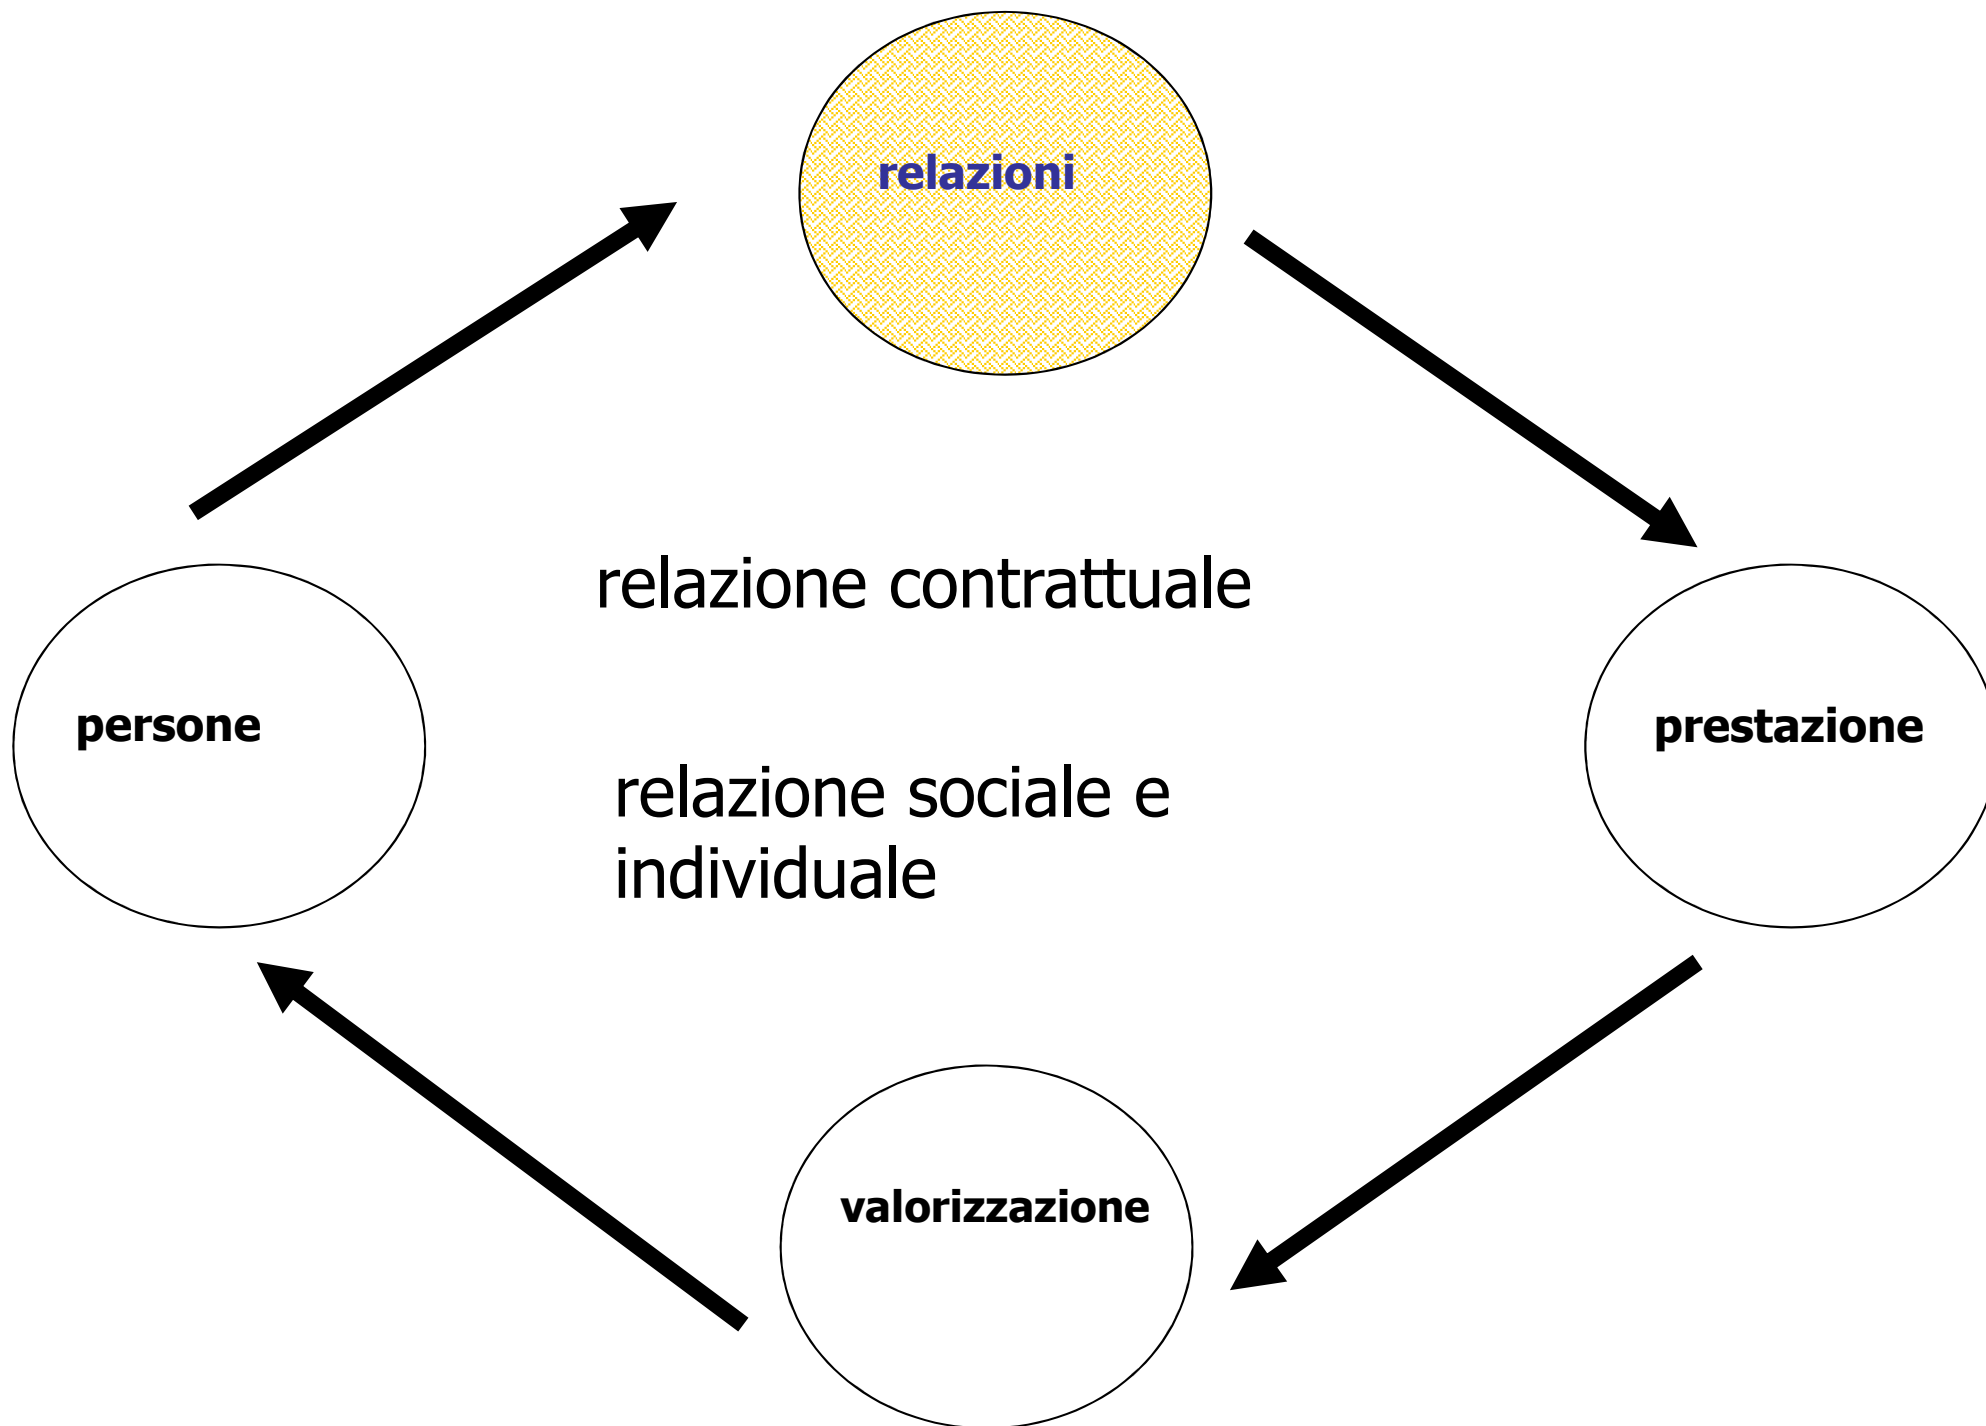 relazioni
relazione contrattuale
persone
prestazione
relazione sociale e
individuale
valorizzazione